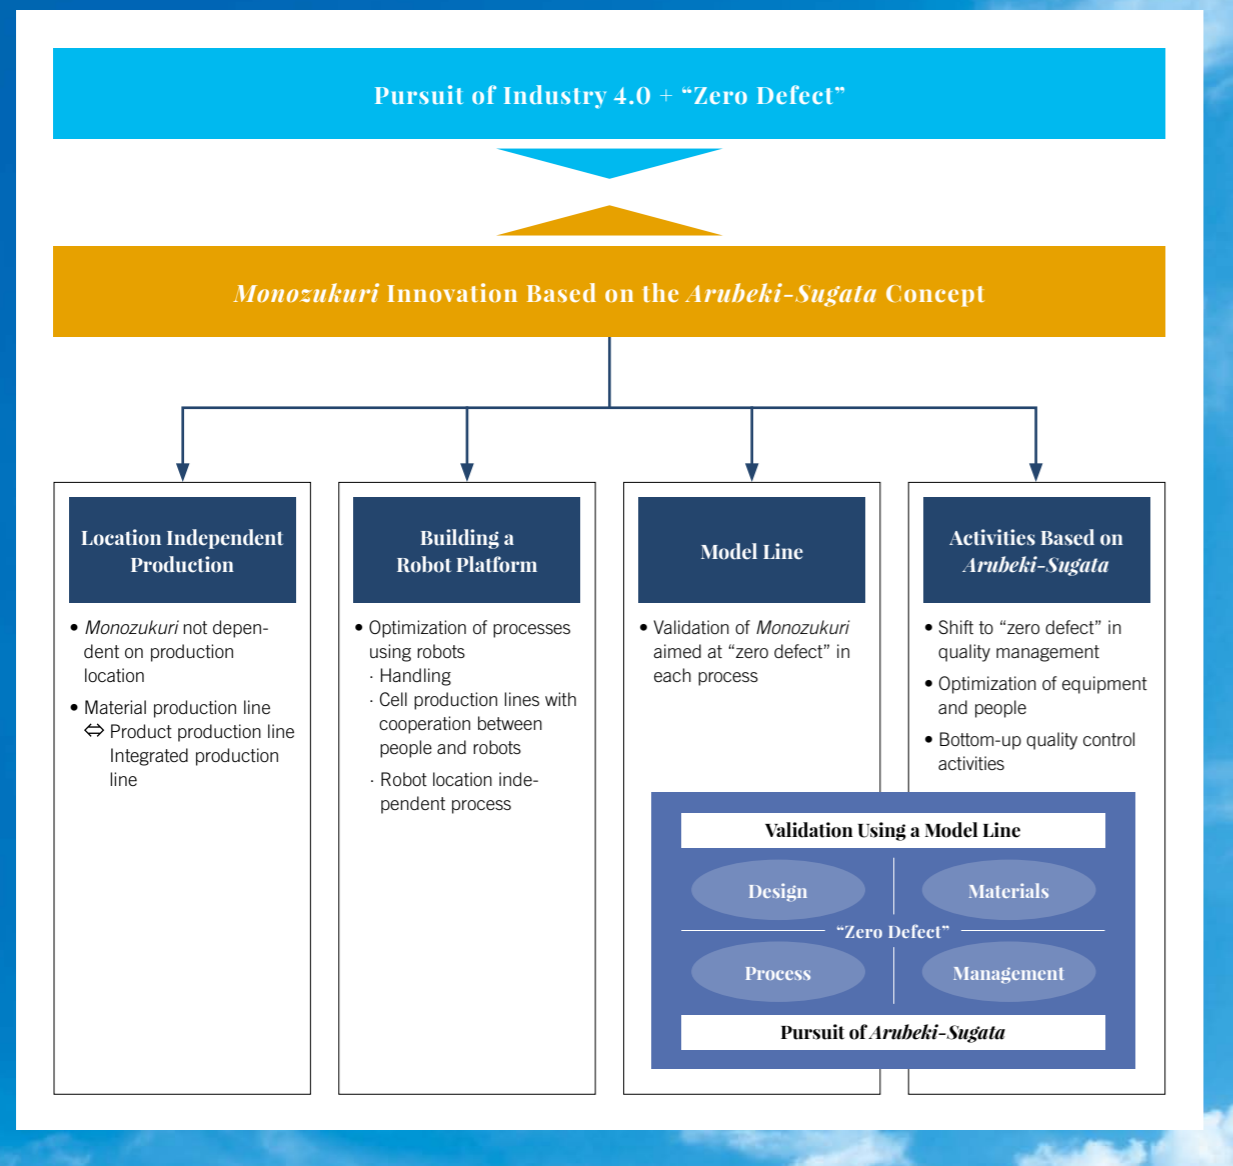 Pursuit of Industry 4.0 + “Zero Defect”
Monozukuri Innovation Based on the Arubeki-Sugata Concept
Location Independent
Production
• Monozukuri not depen-
dent on production
location
• Material production line
⇔ Product production line
Integrated production
line
Building a
Robot Platform
• Optimization of processes
using robots
· Handling
· Cell production lines with
cooperation between
people and robots
· Robot location inde-
pendent process
Model Line
• Validation of Monozukuri
aimed at “zero defect” in
each process
Activities Based on
Arubeki-Sugata
• Shift to “zero defect” in
quality management
• Optimization of equipment
and people
• Bottom-up quality control
activities
Validation Using a Model Line
Design
Materials
“Zero Defect”
Process
Management
Pursuit of Arubeki-Sugata